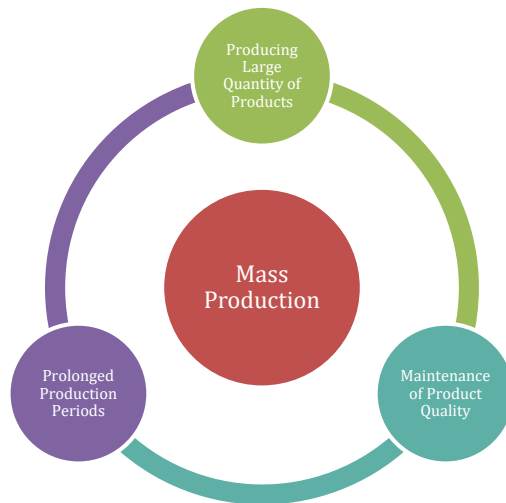 Producing
Large
Quantity of
Products
Mass
Production
Prolonged
Production
Periods
Maintenance
of Product
Quality